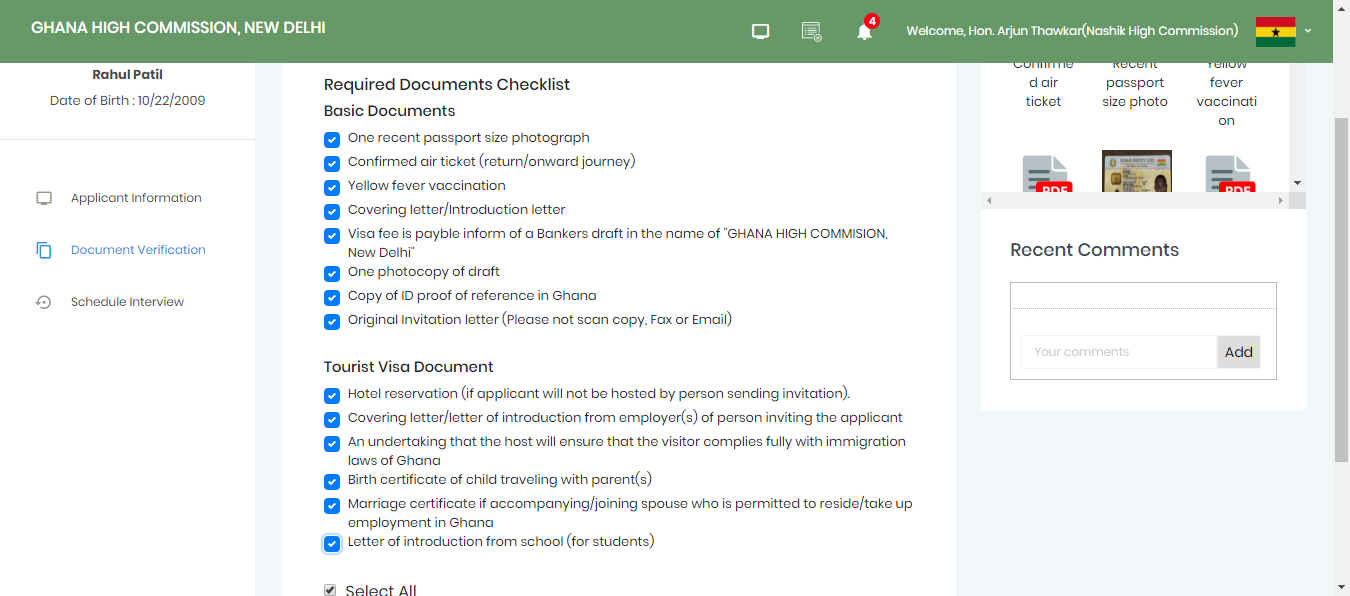 GHANA HIGH COMMISSION, NEW DELHI
4
Welcome, Hon. Arjun Thawkar(Nashik High Commission)
Rahul Patil
Date of Birth : 10/22/2009
Applicant Information
Document Verification
Schedule Interview
Required Documents Checklist
Basic Documents
One recent passport size photograph
Confirmed air ticket (return/onward journey)
Yellow fever vaccination
Covering letter/Introduction letter
Visa fee is payble inform of a Bankers draft in the name of "GHANA HIGH COMMISION,
New Delhi"
One photocopy of draft
Copy of ID proof of reference in Ghana
Original Invitation letter (Please not scan copy, Fax or Email)
Tourist Visa Document
Hotel reservation (if applicant will not be hosted by person sending invitation).
Covering letter/letter of introduction from employer(s) of person inviting the applicant
An undertaking that the host will ensure that the visitor complies fully with immigration
laws of Ghana
Birth certificate of child traveling with parent(s)
Marriage certificate if accompanying/joining spouse who is permitted to reside/take up
employment in Ghana
Letter of introduction from school (for students)
Select All
Confirme
d air
ticket
Recent
passport
size photo
Yellow
fever
vaccinati
on
PDF
PDF
Recent Comments
Your comments
Add